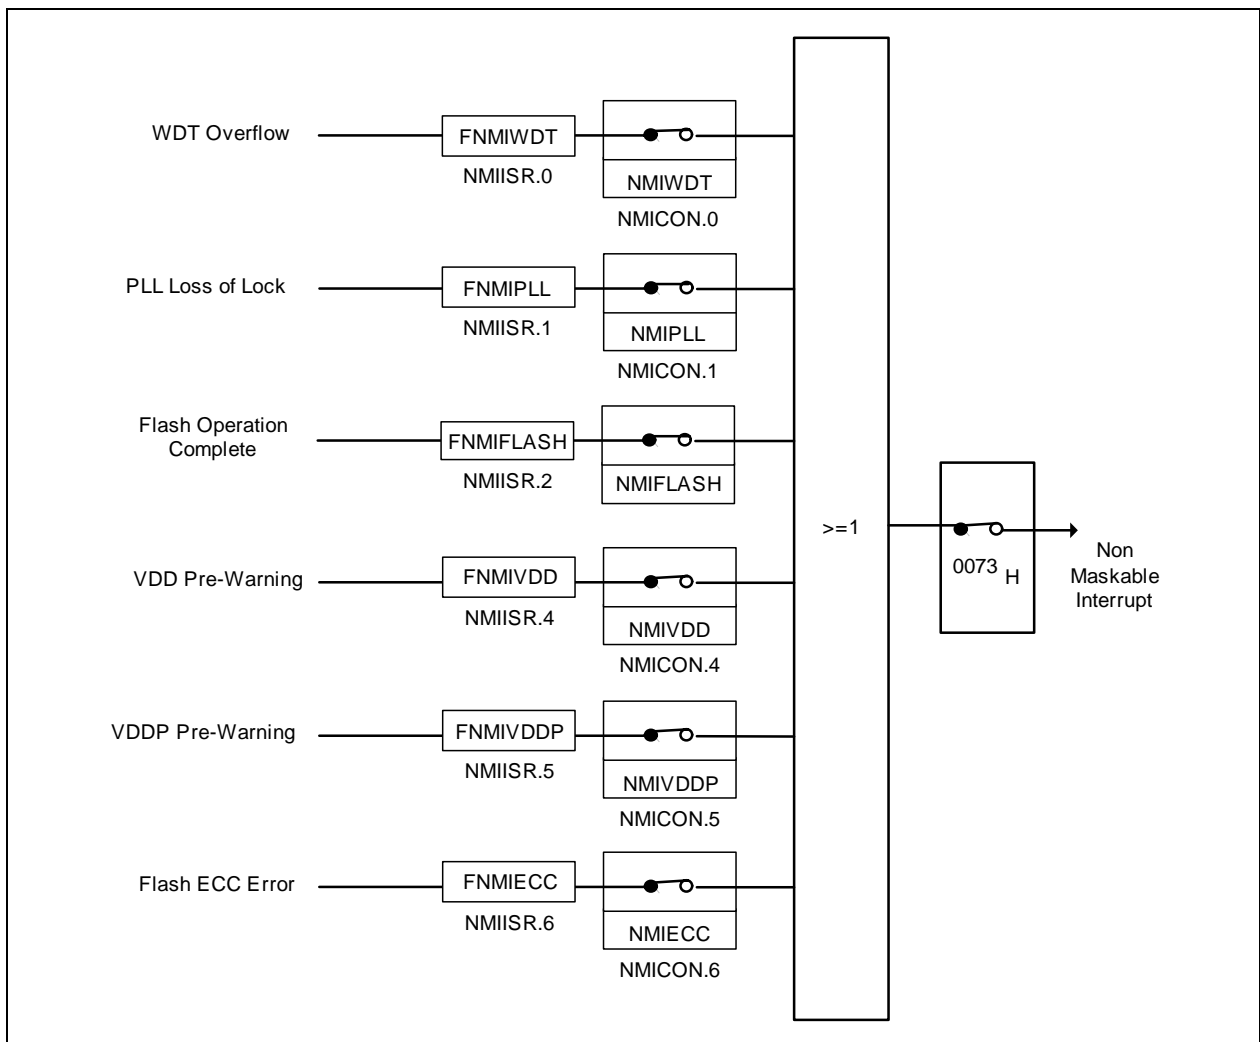 WDT Overflow
FNMIWDT
NMIISR.0
NMIWDT
NMICON.0
PLL Loss of Lock
FNMIPLL
NMIISR.1
NMIPLL
NMICON.1
Flash Operation
Complete
FNMIFLASH
NMIISR.2
NMIFLASH
VDD Pre-Warning
FNMIVDD
NMIISR.4
NMIVDD
NMICON.4
VDDP Pre-Warning
FNMIVDDP
NMIISR.5
NMIVDDP
NMICON.5
Flash ECC Error
FNMIECC
NMIISR.6
NMIECC
NMICON.6
>=1
0073 H
Non
Maskable
Interrupt